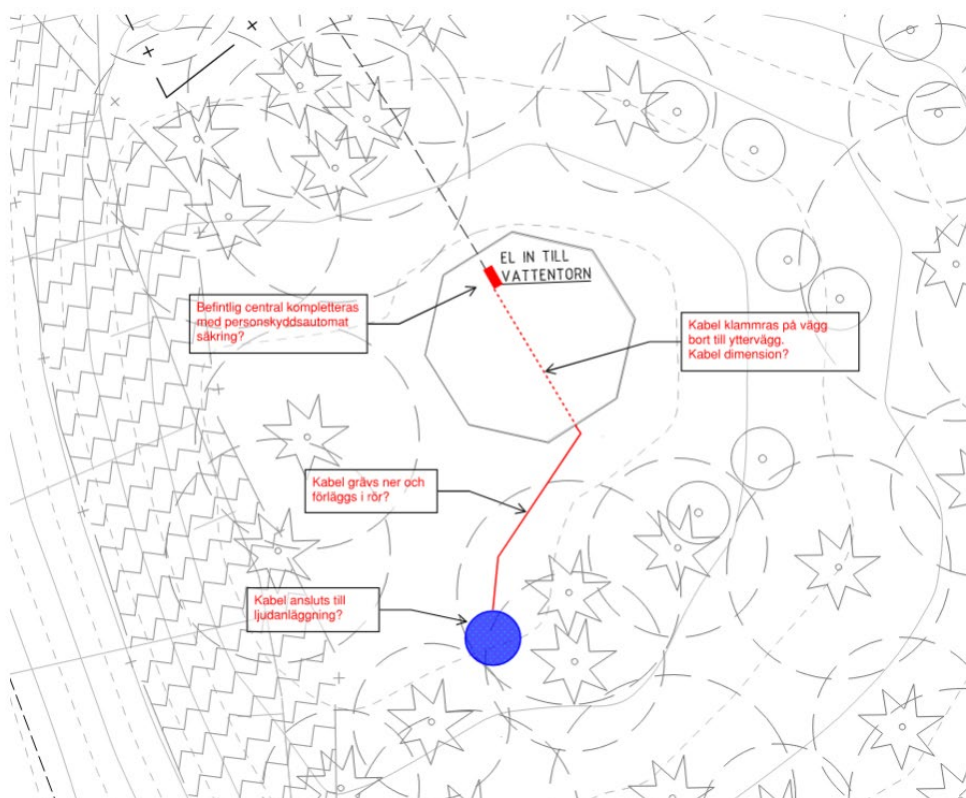 EL IN TILL
VATTENTORN
Befintlig central kompletteras
med personskyddsautomat
säkring?
Kabel klammras på vägg
bort till yttervägg.
Kabel dimension?
Kabel grävs ner och
förläggs i rör?
Kabel ansluts till
ljudanläggning?